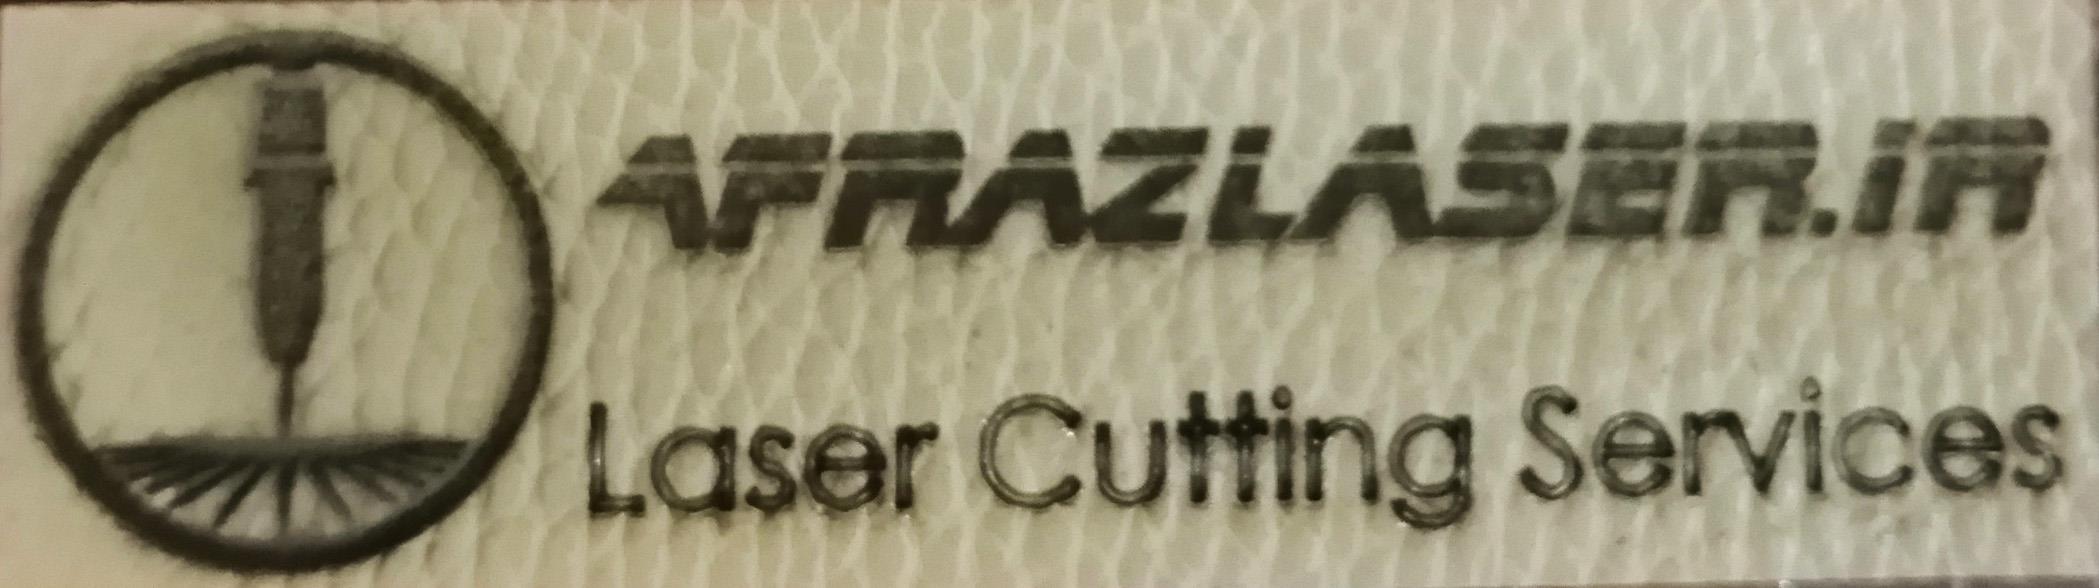 AFRAZLASER.IR
Laser Cutting Services